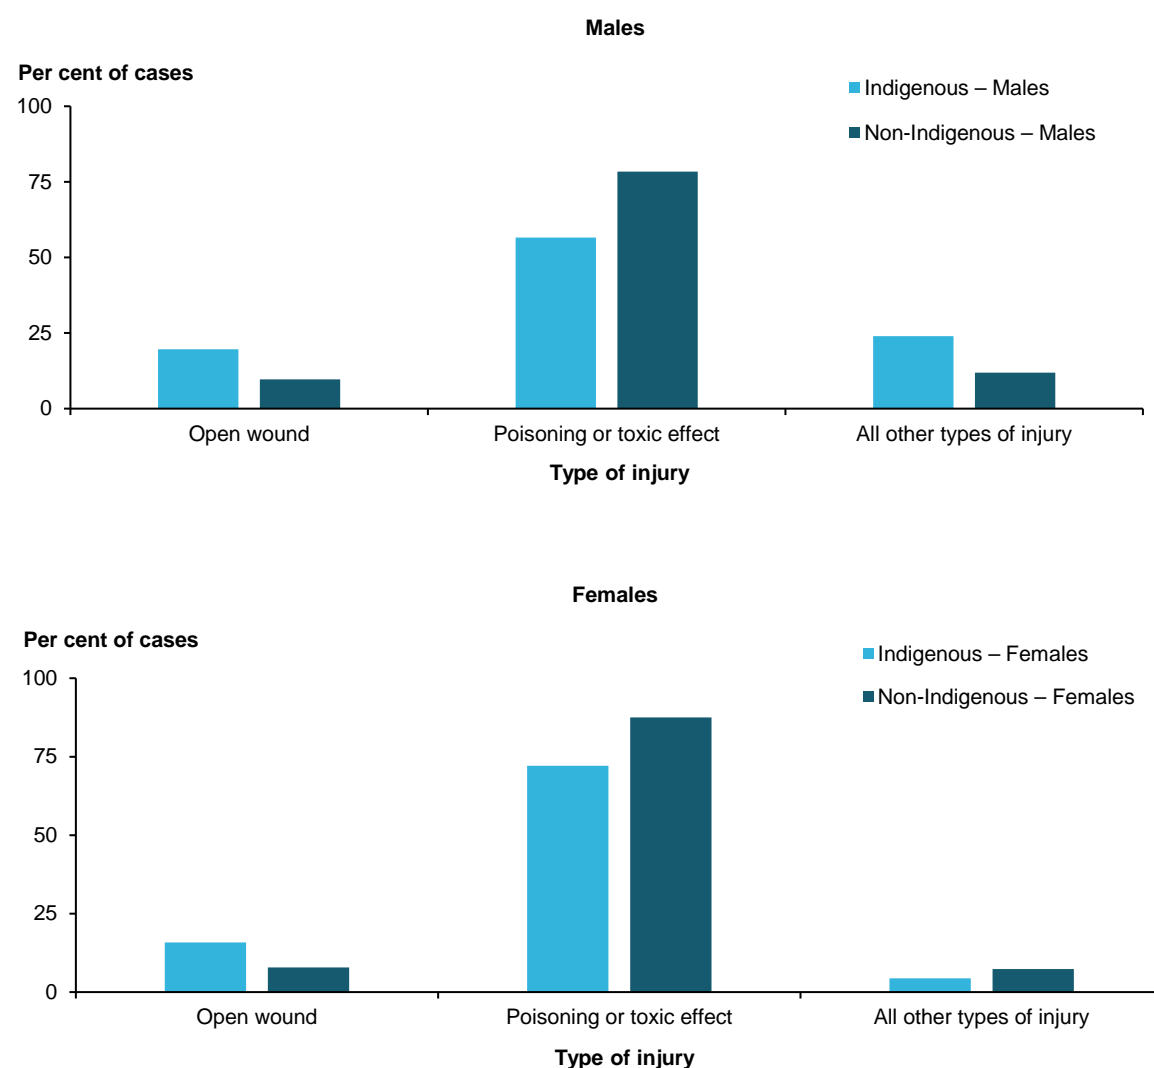 Males
Per cent of cases
Indigenous – Males
Non-Indigenous – Males
100
75
50
25
0
Open wound
Poisoning or toxic effect
All other types of injury
Type of injury
Females
Per cent of cases
Indigenous – Females
Non-Indigenous – Females
100
75
50
25
0
Open wound
Poisoning or toxic effect
All other types of injury
Type of injury